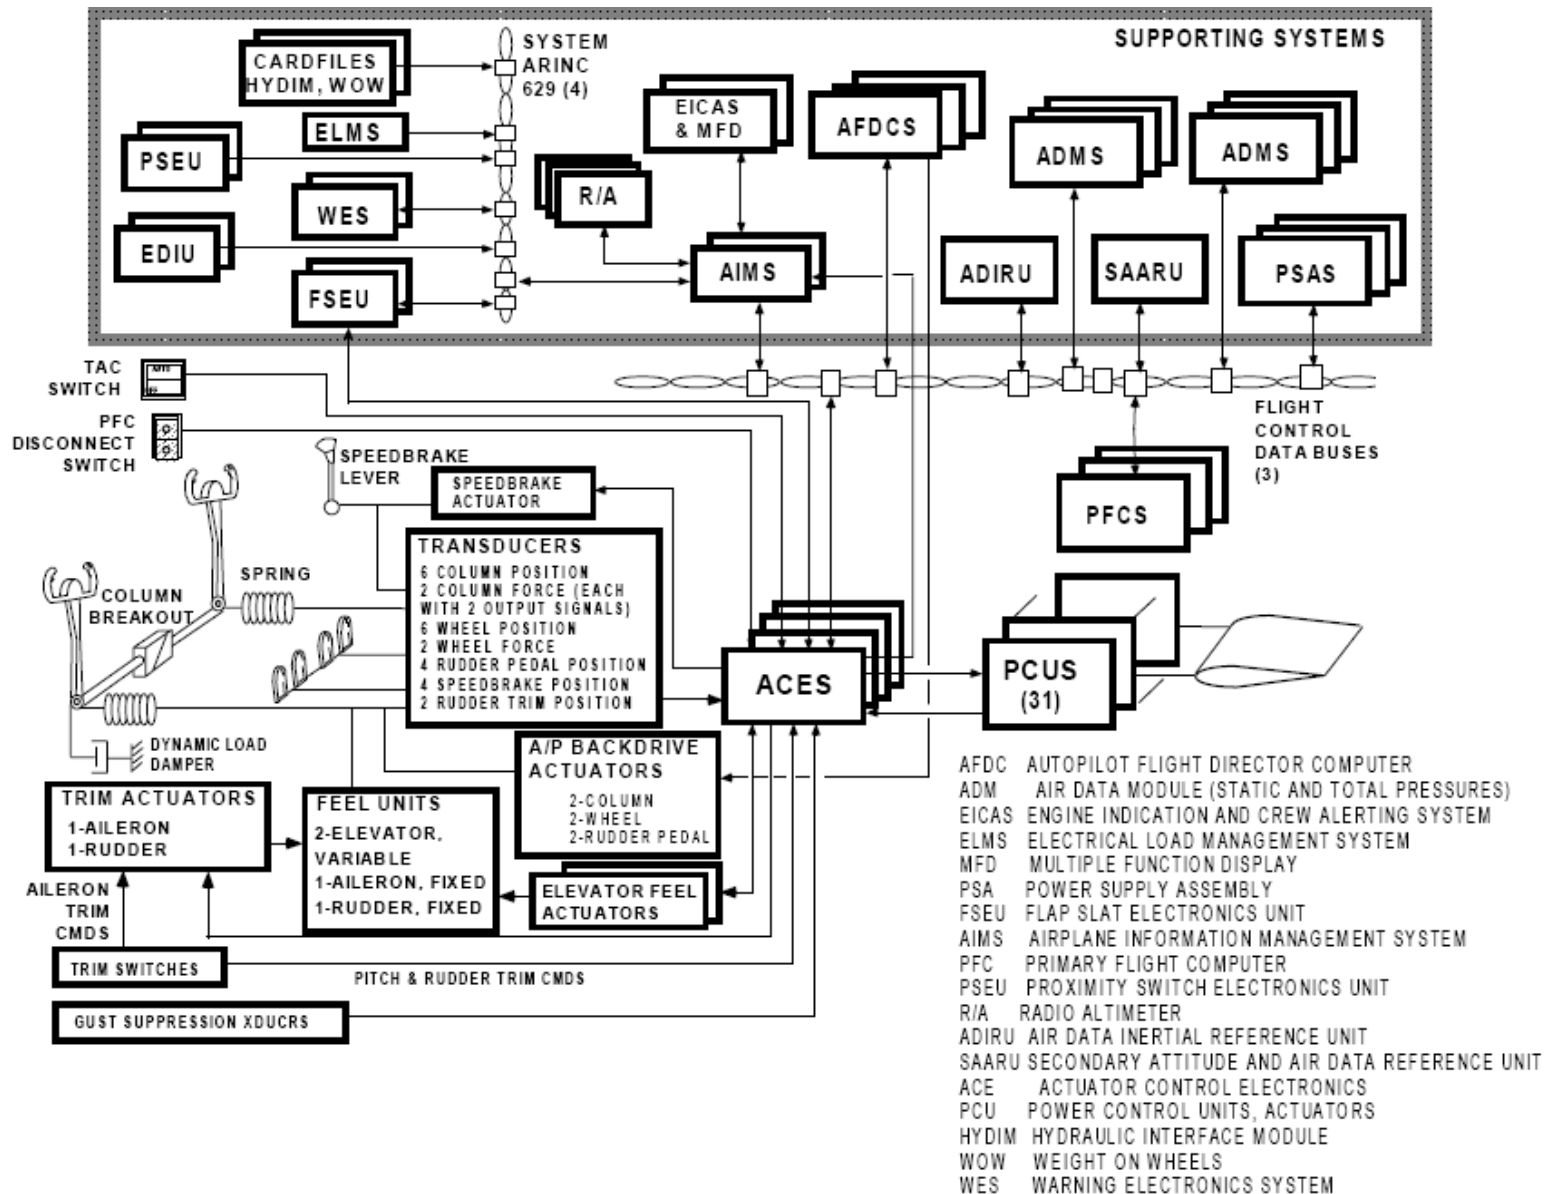 SUPPORTING SYSTEMS
CARDFILES
HYDIM, WOW
SYSTEM
ARINC
629 (4)
ELMS
PSEU
WES
EDIU
FSEU
EICAS
& MFD
R/A
AIMS
AFDCS
ADMS
ADMS
ADIRU
SAARU
PSAS
TAC
SWITCH
PFC
DISCONNECT
SWITCH
FLIGHT
CONTROL
DATA BUSES
(3)
SPEEDBRAKE
LEVER
SPEEDBRAKE
ACTUATOR
PFCS
TRANSDUCERS
6 COLUMN POSITION
2 COLUMN FORCE (EACH
WITH 2 OUTPUT SIGNALS)
6 WHEEL POSITION
2 WHEEL FORCE
4 RUDDER PEDAL POSITION
4 SPEEDBRAKE POSITION
2 RUDDER TRIM POSITION
COLUMN
BREAKOUT
SPRING
ACES
PCUS
(31)
DYNAMIC LOAD
DAMPER
A/P BACKDRIVE
ACTUATORS
2-COLUMN
2-WHEEL
2-RUDDER PEDAL
TRIM ACTUATORS
1-AILERON
1-RUDDER
FEEL UNITS
2-ELEVATOR,
VARIABLE
1-AILERON, FIXED
1-RUDDER, FIXED
ELEVATOR FEEL
ACTUATORS
AILERON
TRIM
CMDS
TRIM SWITCHES
PITCH & RUDDER TRIM CMDS
GUST SUPPRESSION XDUCRS
AFDC AUTOPILOT FLIGHT DIRECTOR COMPUTER
ADM AIR DATA MODULE (STATIC AND TOTAL PRESSURES)
EICAS ENGINE INDICATION AND CREW ALERTING SYSTEM
ELMS ELECTRICAL LOAD MANAGEMENT SYSTEM
MFD MULTIPLE FUNCTION DISPLAY
PSA POWER SUPPLY ASSEMBLY
FSEU FLAP SLAT ELECTRONICS UNIT
AIMS AIRPLANE INFORMATION MANAGEMENT SYSTEM
PFC PRIMARY FLIGHT COMPUTER
PSEU PROXIMITY SWITCH ELECTRONICS UNIT
R/A RADIO ALTIMETER
ADIRU AIR DATA INERTIAL REFERENCE UNIT
SAARU SECONDARY ATTITUDE AND AIR DATA REFERENCE UNIT
ACE ACTUATOR CONTROL ELECTRONICS
PCU POWER CONTROL UNITS, ACTUATORS
HYDIM HYDRAULIC INTERFACE MODULE
WOW WEIGHT ON WHEELS
WES WARNING ELECTRONICS SYSTEM